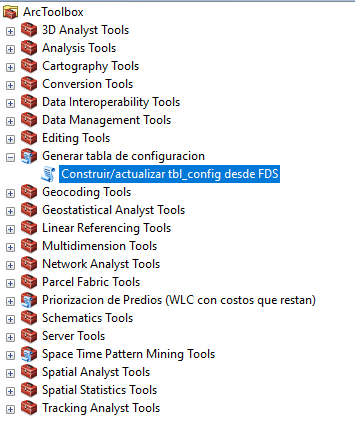 ArcToolbox
3D Analyst Tools
Analysis Tools
Cartography Tools
Conversion Tools
Data Interoperability Tools
Data Management Tools
Editing Tools
Generar tabla de configuracion
Construir/actualizar tbl_config desde FDS
Geocoding Tools
Geostatistical Analyst Tools
Linear Referencing Tools
Multidimension Tools
Network Analyst Tools
Parcel Fabric Tools
Priorizacion de Predios (WLC con costos que restan)
Schematics Tools
Server Tools
Space Time Pattern Mining Tools
Spatial Analyst Tools
Spatial Statistics Tools
Tracking Analyst Tools